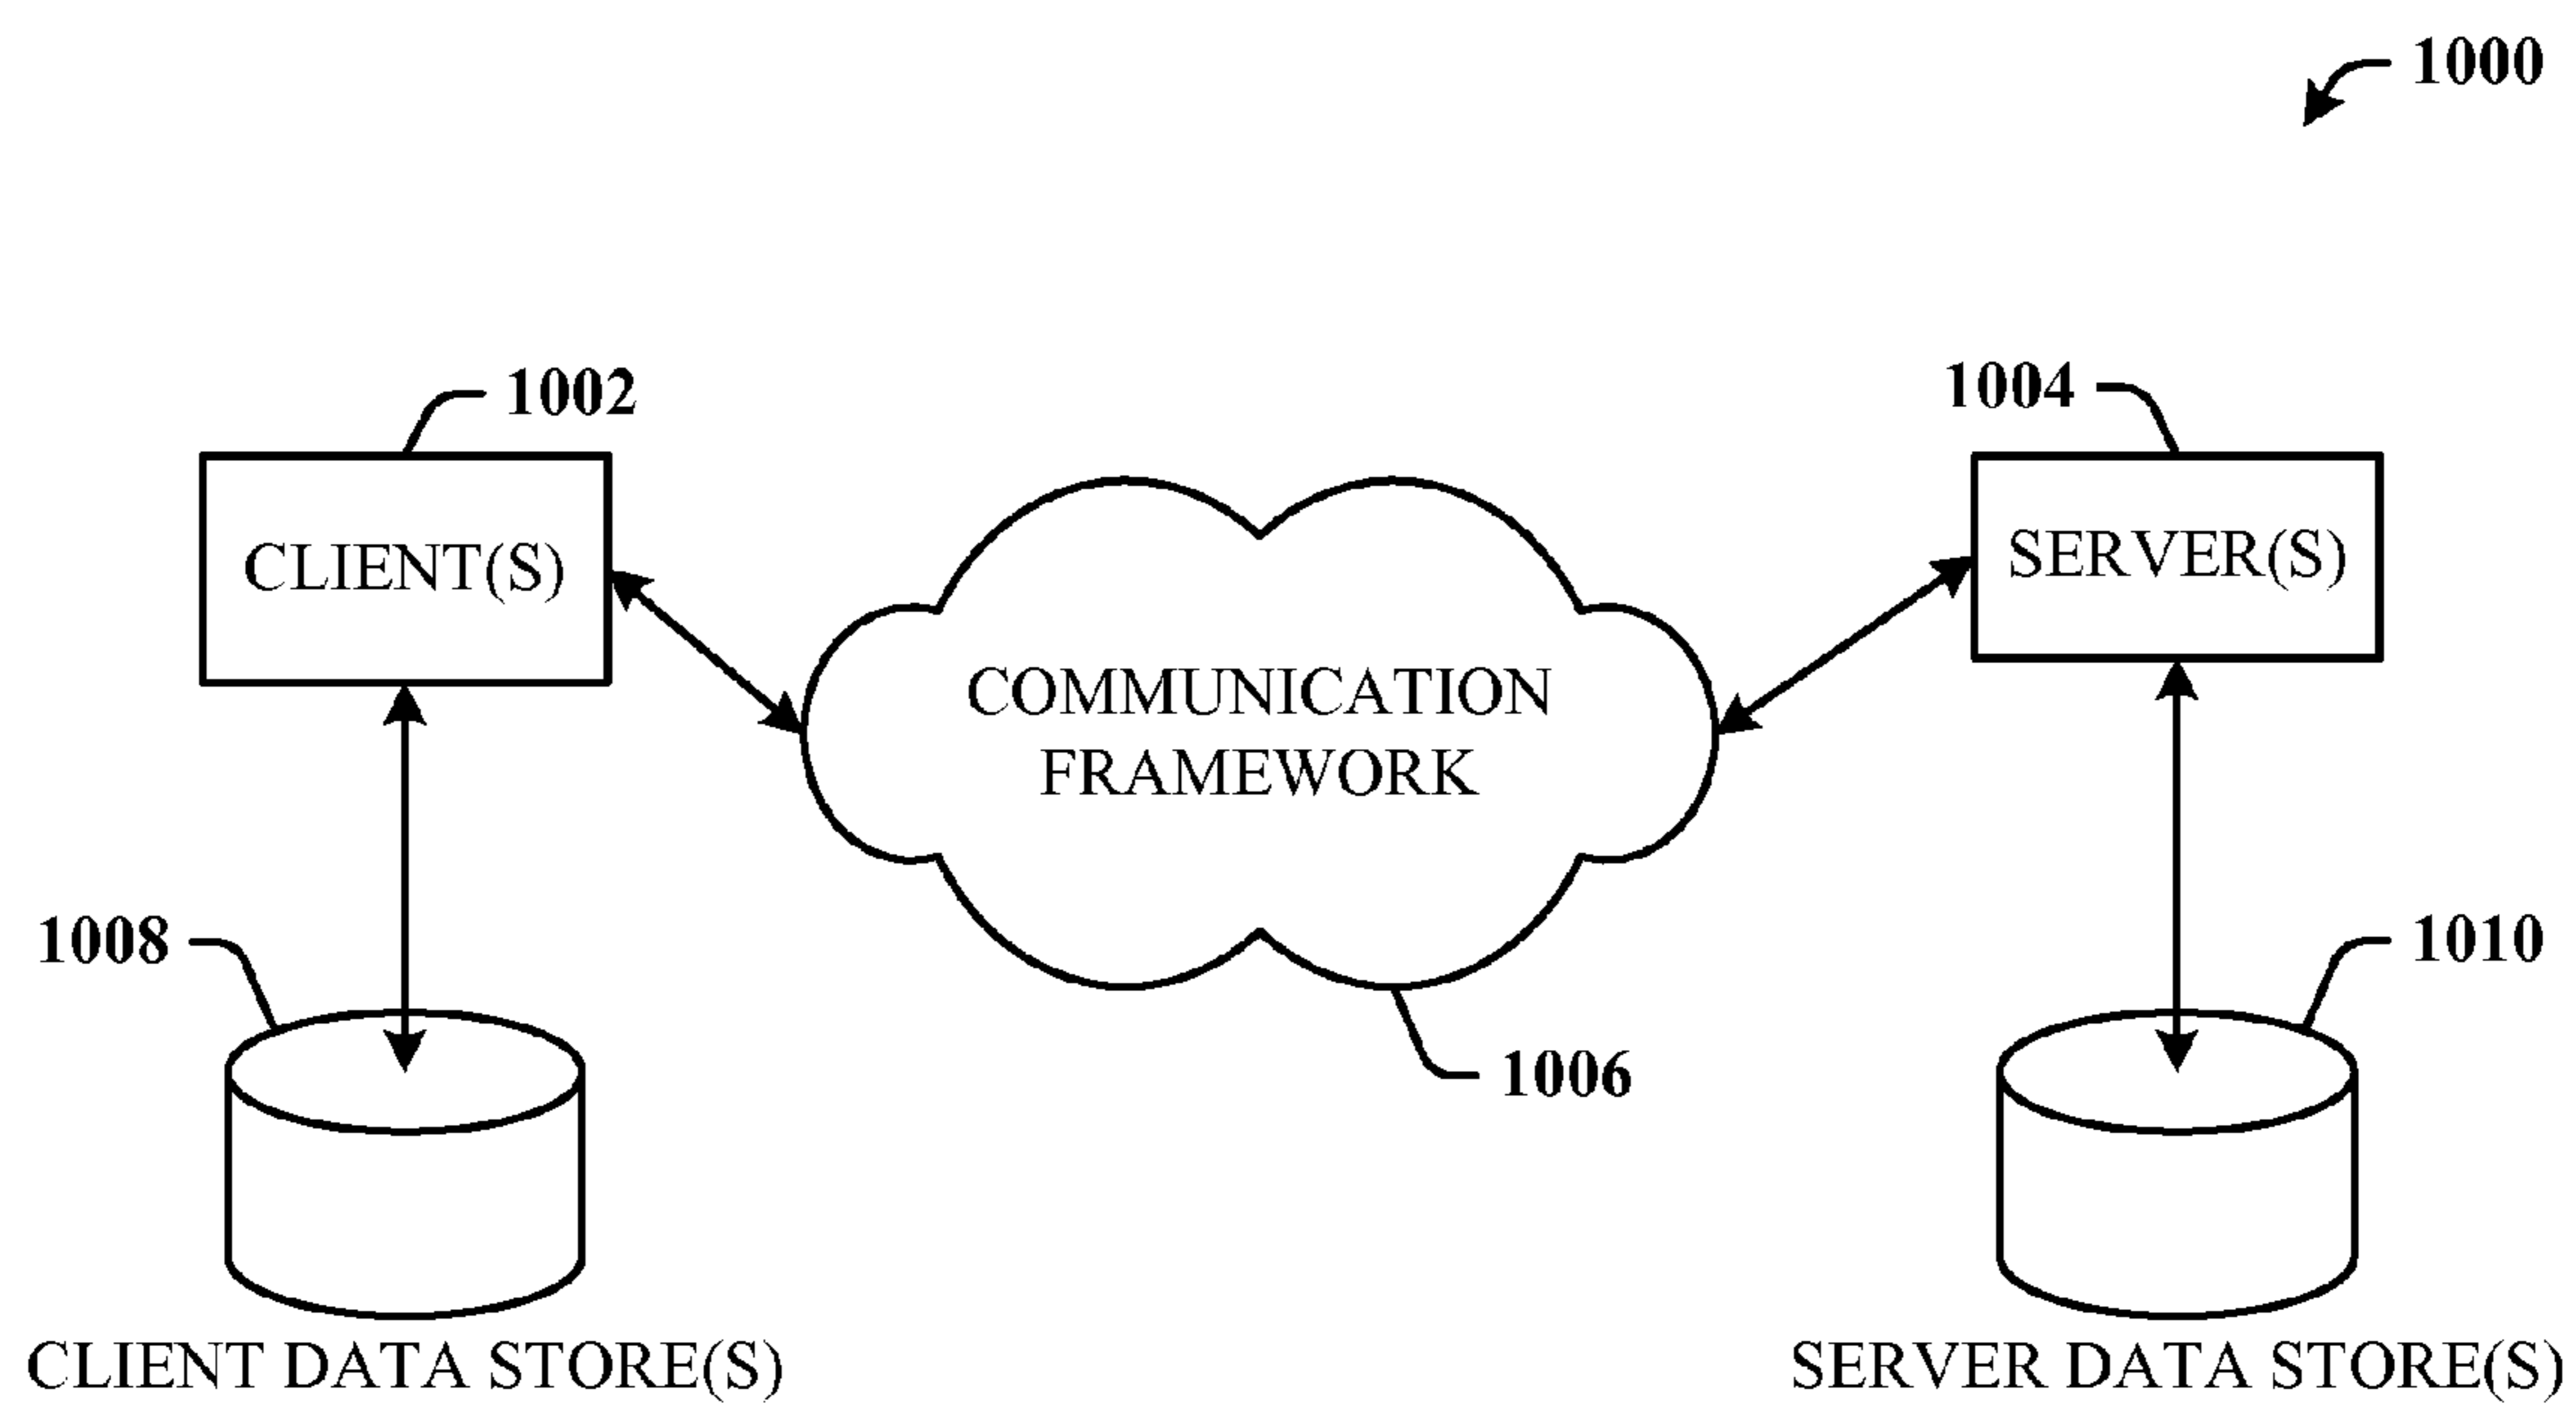 1000
1002
1004
CLIENT(S)
SERVER(S)
COMMUNICATION
FRAMEWORK
1008
1010
1006
CLIENT DATA STORE(S)
SERVER DATA STORE(S)